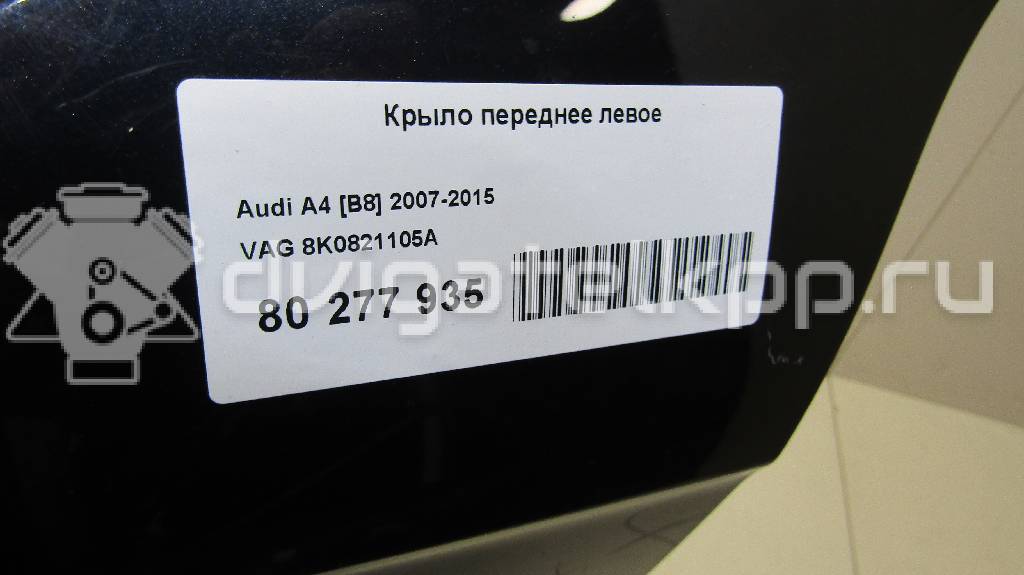 Крыло переднее левое
Audi A4 [B8] 2007-2015
VAG 8K0821105A
80 277 935
dvigatelkpp.ru